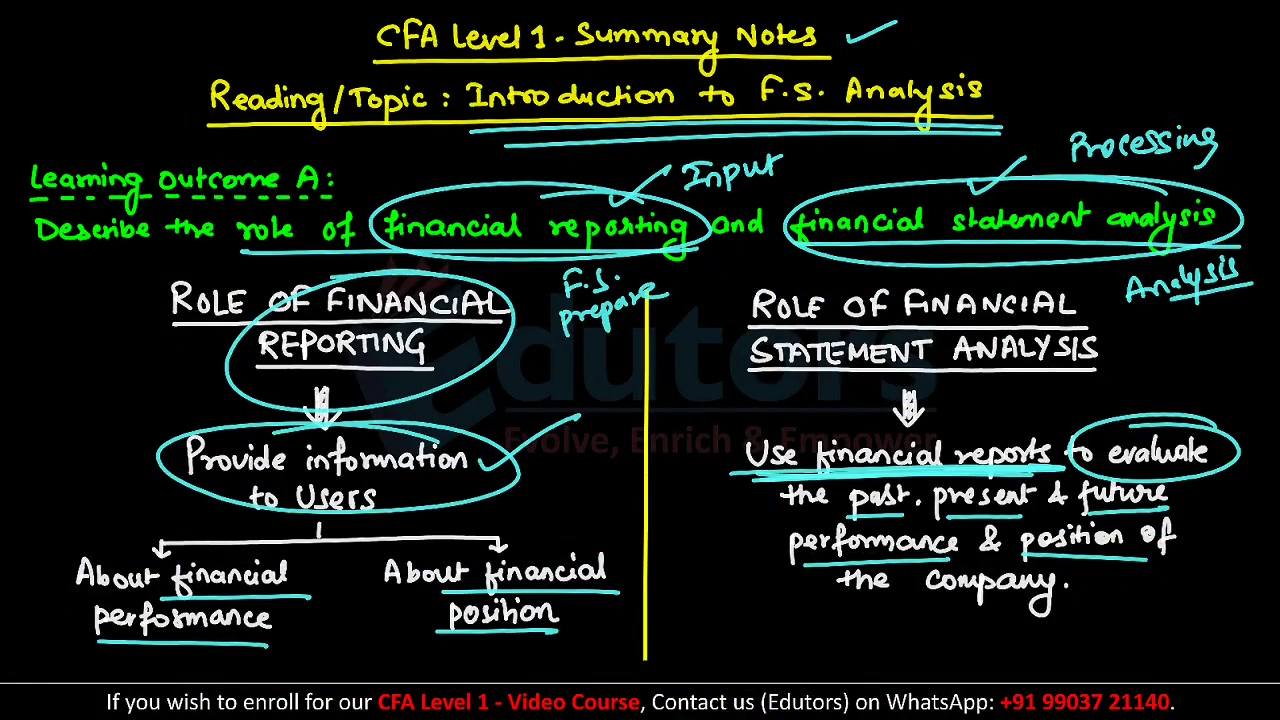 CFA Level 1 - Summary Notes
Reading/Topic: Introduction to F.S. Analysis
Processing
Input
Learning Outcome A:
Describe the role of financial reporting and financial statement analysis
Analysis
F.S. prepare
ROLE OF FINANCIAL
REPORTING
Provide information
to Users
About financial
performance
About financial
position
ROLE OF FINANCIAL
STATEMENT ANALYSIS
Use financial reports to evaluate
the past, present & future
performance & position of
the company.
Edutors
Evolve, Enrich & Empower
If you wish to enroll for our CFA Level 1 - Video Course, Contact us (Edutors) on WhatsApp: +91 99037 21140.